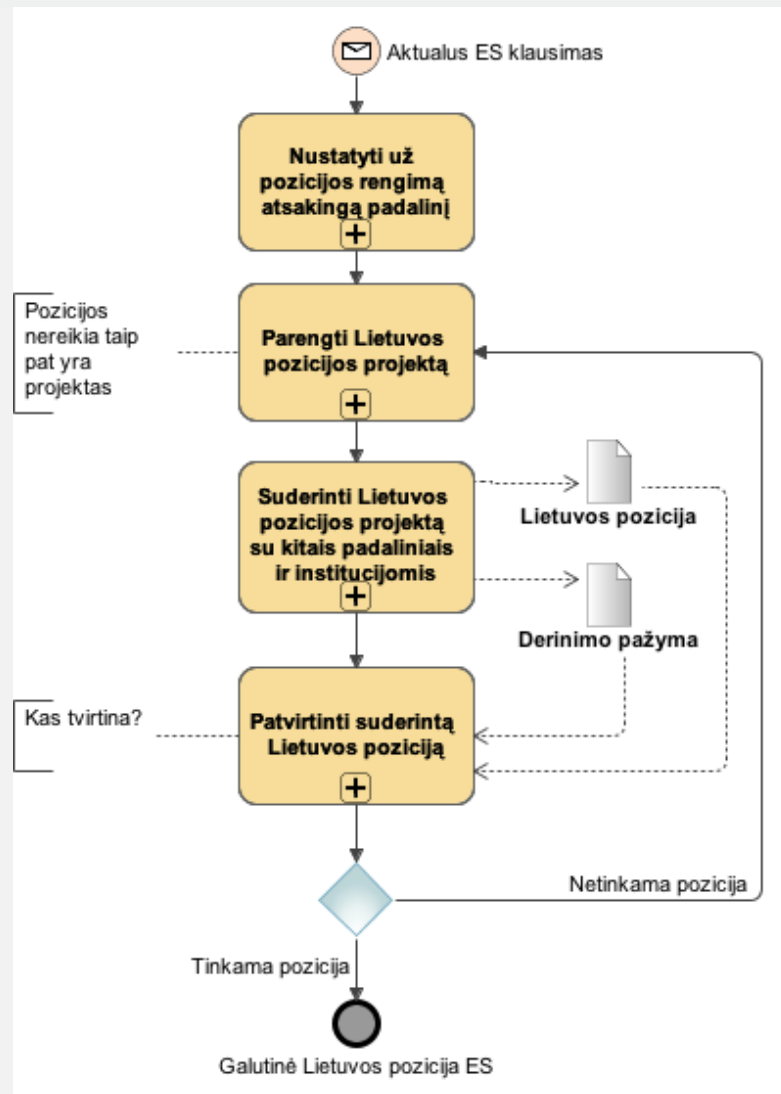 Aktualus ES klausimas
Nustatyti už
pozicijos rengimą
atsakingą padalinį
Pozicijos
nereikia taip
pat yra
projektas
Parengti Lietuvos
pozicijos projektą
Suderinti Lietuvos
pozicijos projektą
su kitais padaliniais
ir institucijomis
Lietuvos pozicija
Derinimo pažyma
Kas tvirtina?
Patvirtinti suderintą
Lietuvos poziciją
Netinkama pozicija
Tinkama pozicija
Galutinė Lietuvos pozicija ES